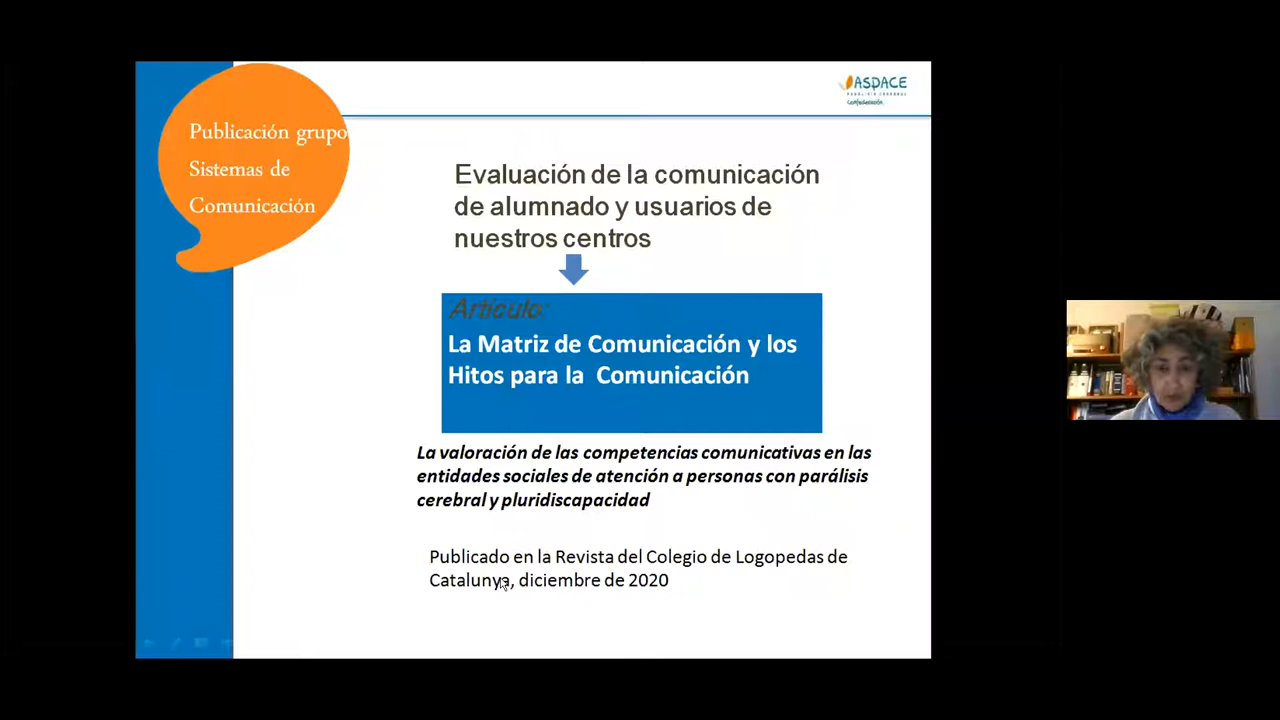 Publicación grupo
Sistemas de
Comunicación
ASPACE
Confederación
Evaluación de la comunicación
de alumnado y usuarios de
nuestros centros
Artículo:
La Matriz de Comunicación y los
Hitos para la Comunicación
La valoración de las competencias comunicativas en las
entidades sociales de atención a personas con parálisis
cerebral y pluridiscapacidad
Publicado en la Revista del Colegio de Logopedas de
Catalunya, diciembre de 2020